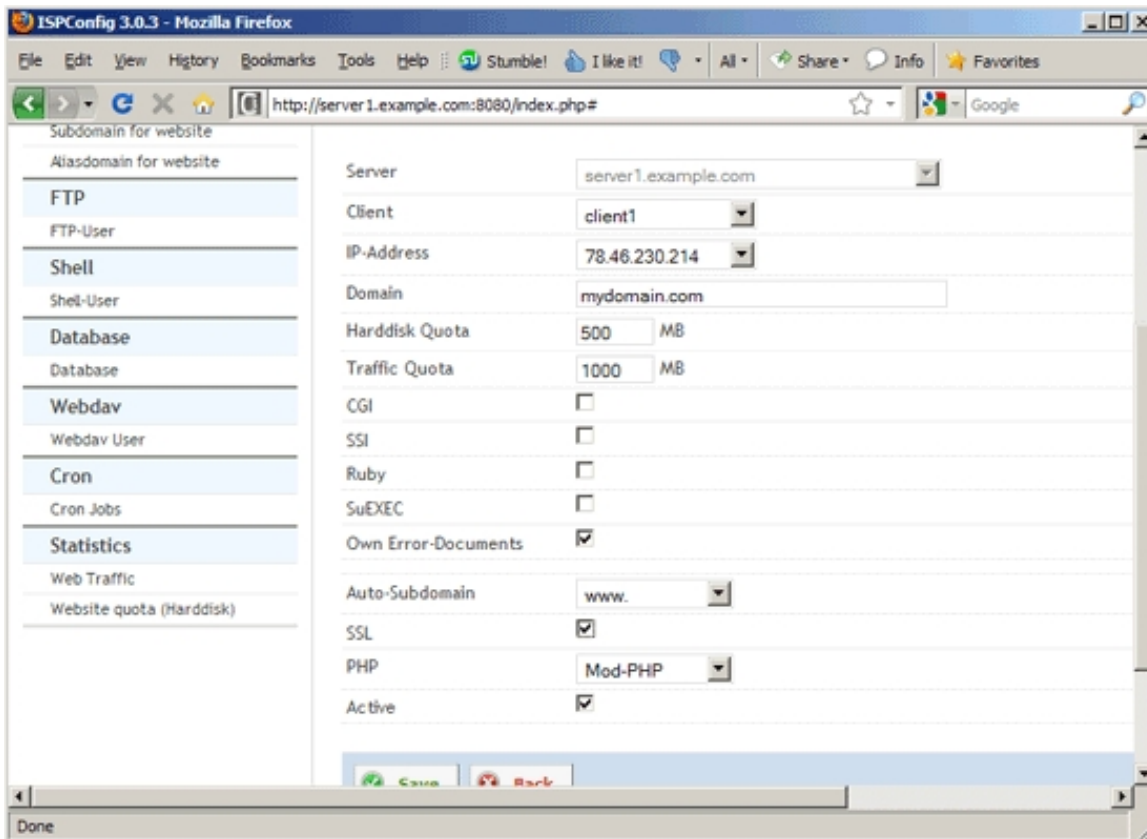 ISPConfig 3.0.3 - Mozilla Firefox
File Edit View History Bookmarks Tools Help Stumble! I like it! All Share Info Favorites
http://server1.example.com:8080/index.php# Google
Subdomain for website
Aliasdomain for website
FTP
FTP-User
Shell
Shell-User
Database
Database
Webdav
Webdav User
Cron
Cron Jobs
Statistics
Web Traffic
Website quota (Harddisk)
Server server1.example.com
Client client1
IP-Address 78.46.230.214
Domain mydomain.com
Harddisk Quota 500 MB
Traffic Quota 1000 MB
CGI
SSI
Ruby
SuEXEC
Own Error-Documents
Auto-Subdomain www.
SSL
PHP Mod-PHP
Active
Save Back
Done